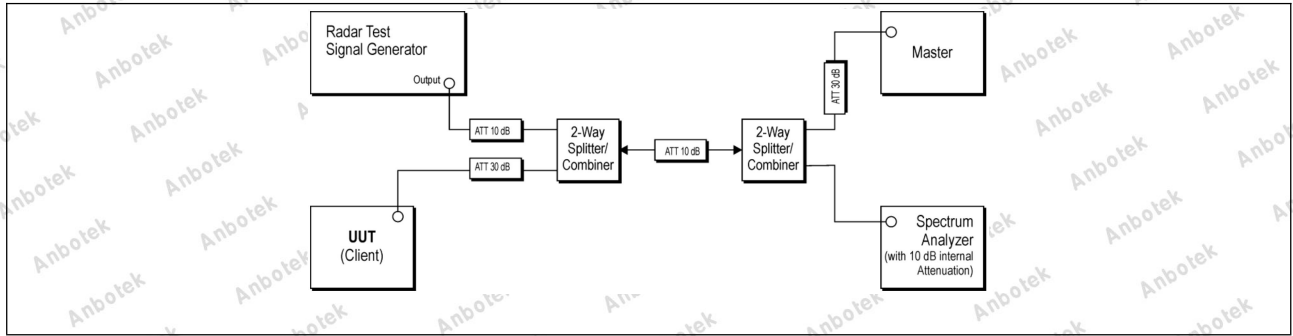 Radar Test
Signal Generator
Output
Master
ATT 30 dB
ATT 10 dB
2-Way
Splitter/
Combiner
ATT 10 dB
2-Way
Splitter/
Combiner
ATT 30 dB
UUT
(Client)
Spectrum
Analyzer
(with 10 dB internal
Attenuation)
Anbotek